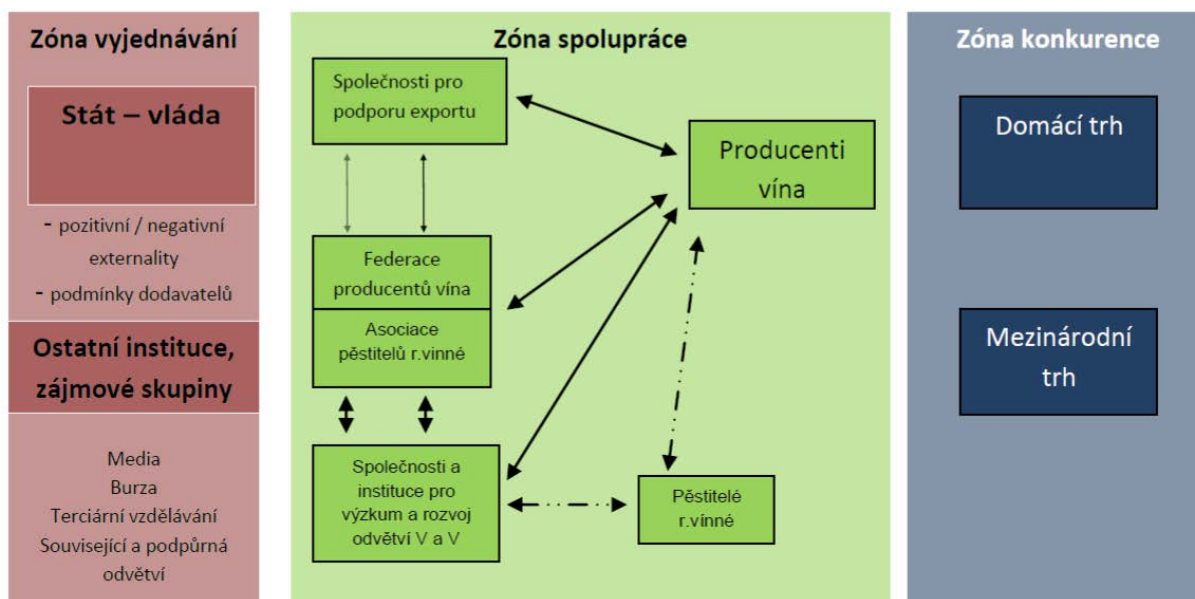 Zóna vyjednávání
Stát – vláda
- pozitivní / negativní
externality
- podmínky dodavatelů
Ostatní instituce,
zájmové skupiny
Media
Burza
Terciární vzdělávání
Související a podpůrná
odvětví
Zóna spolupráce
Společnosti pro
podporu exportu
Producenti
vína
Federace
producentů vína
Asociace
pěstitelů r.vinné
Společnosti a
instituce pro
výzkum a rozvoj
odvětví V a V
Pěstitelé
r.vínné
Zóna konkurence
Domácí trh
Mezinárodní
trh